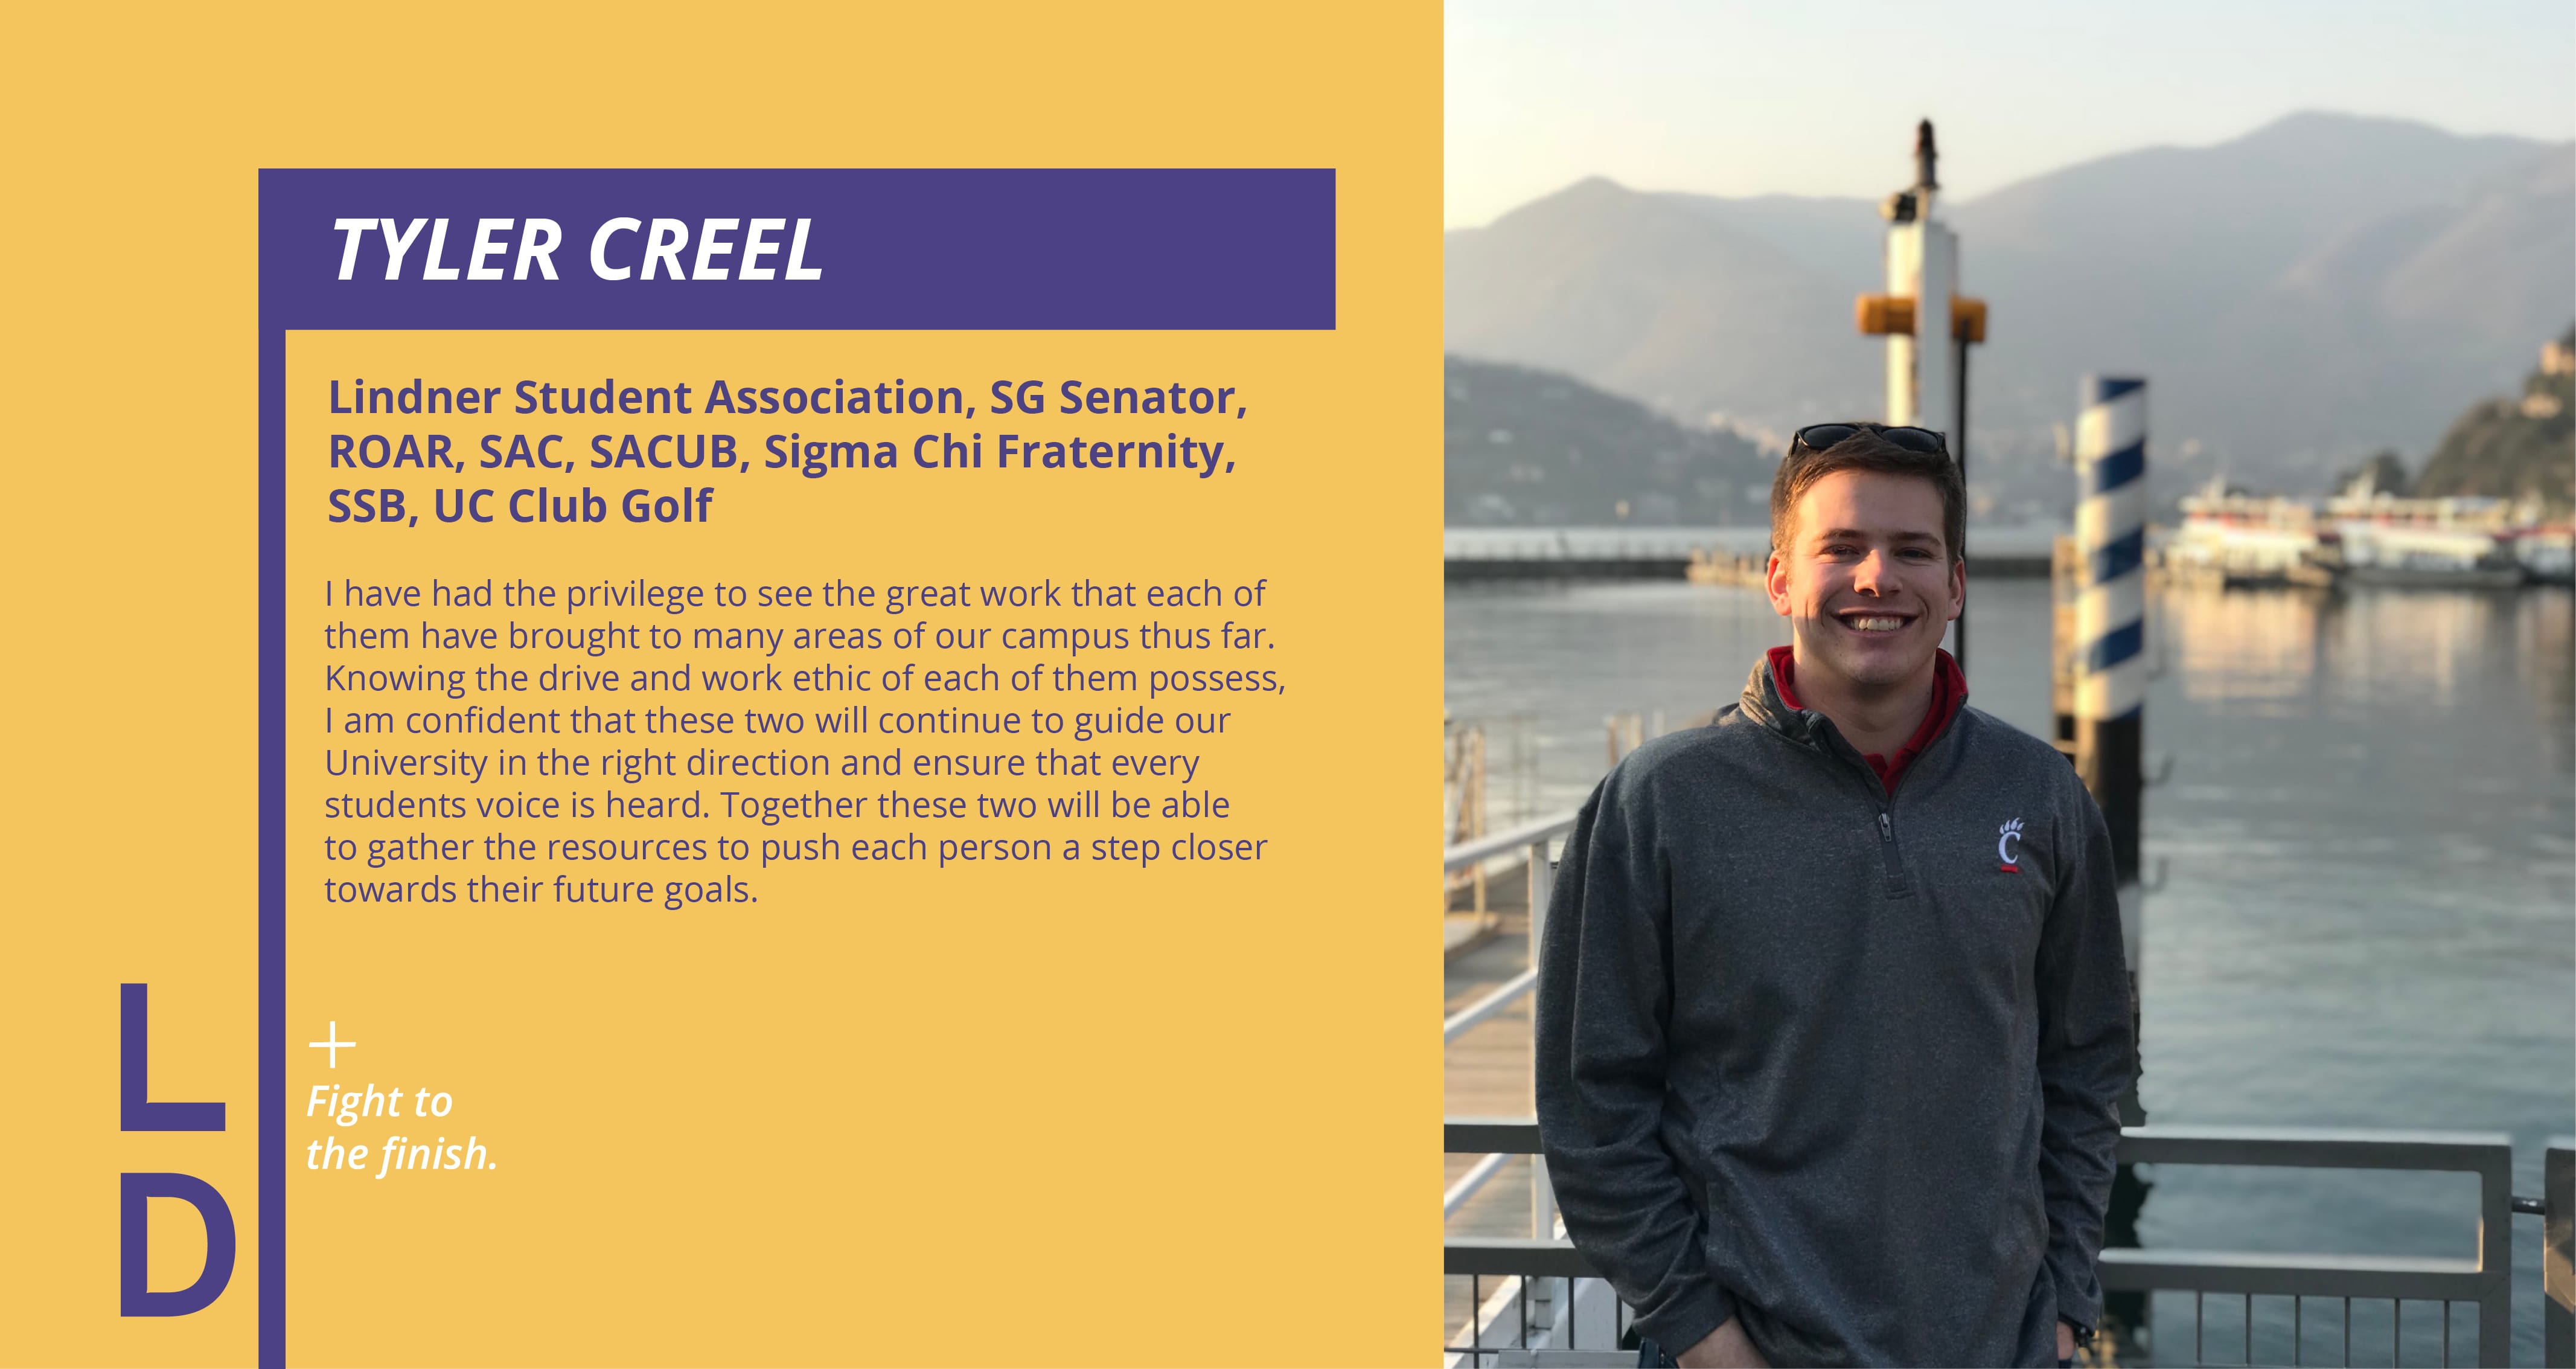 TYLER CREEL
Lindner Student Association, SG Senator,
ROAR, SAC, SACUB, Sigma Chi Fraternity,
SSB, UC Club Golf
I have had the privilege to see the great work that each of
them have brought to many areas of our campus thus far.
Knowing the drive and work ethic of each of them possess,
I am confident that these two will continue to guide our
University in the right direction and ensure that every
students voice is heard. Together these two will be able
to gather the resources to push each person a step closer
towards their future goals.
L
D
+
Fight to
the finish.
C